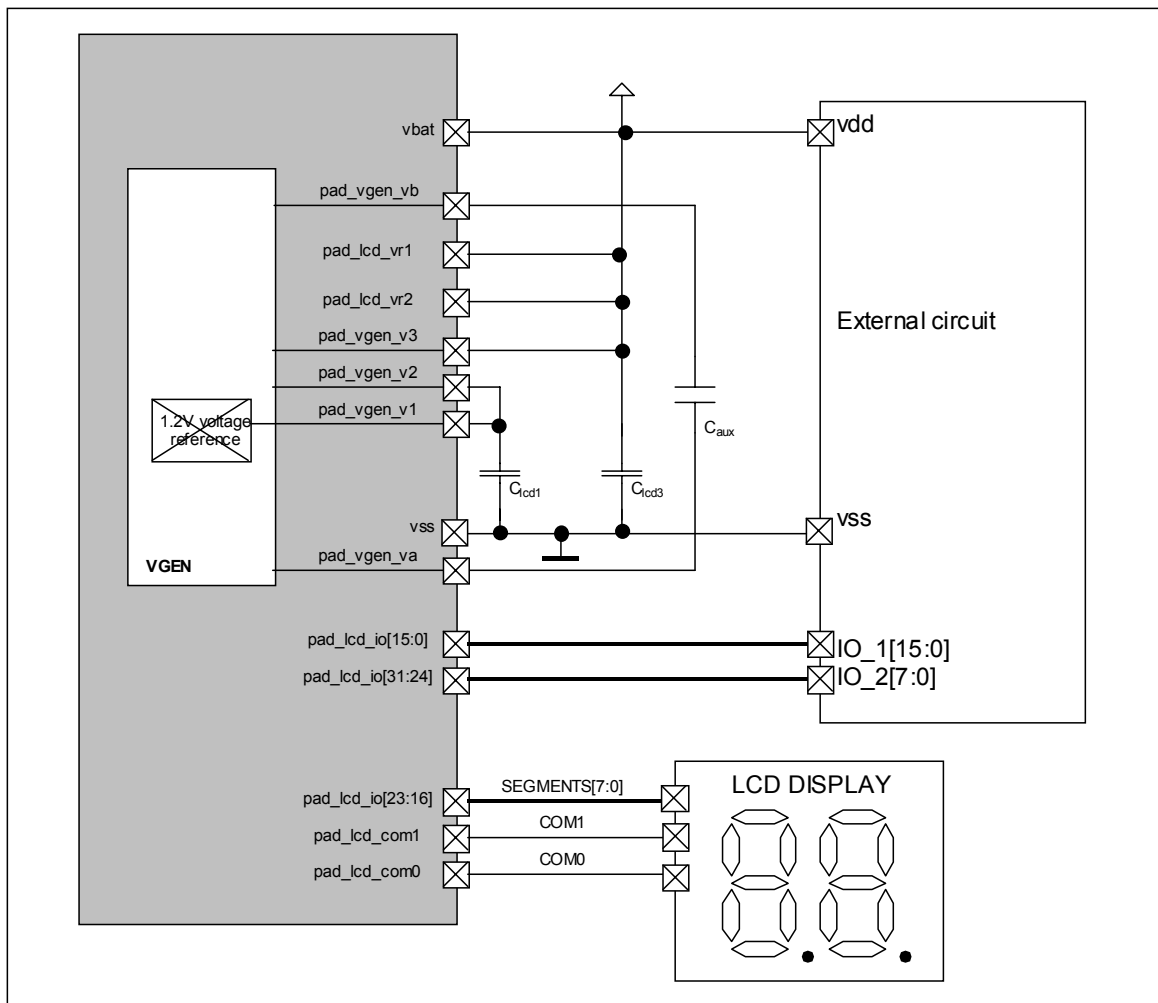 vbat
vdd
pad_vgen_vb
pad_lcd_vr1
pad_lcd_vr2
External circuit
pad_vgen_v3
pad_vgen_v2
pad_vgen_v1
1.2V voltage
reference
Caux
Clcd1
Clcd3
vss
vss
pad_vgen_va
VGEN
pad_lcd_io[15:0]
IO_1[15:0]
pad_lcd_io[31:24]
IO_2[7:0]
pad_lcd_io[23:16]
SEGMENTS[7:0]
LCD DISPLAY
pad_lcd_com1
COM1
pad_lcd_com0
COM0